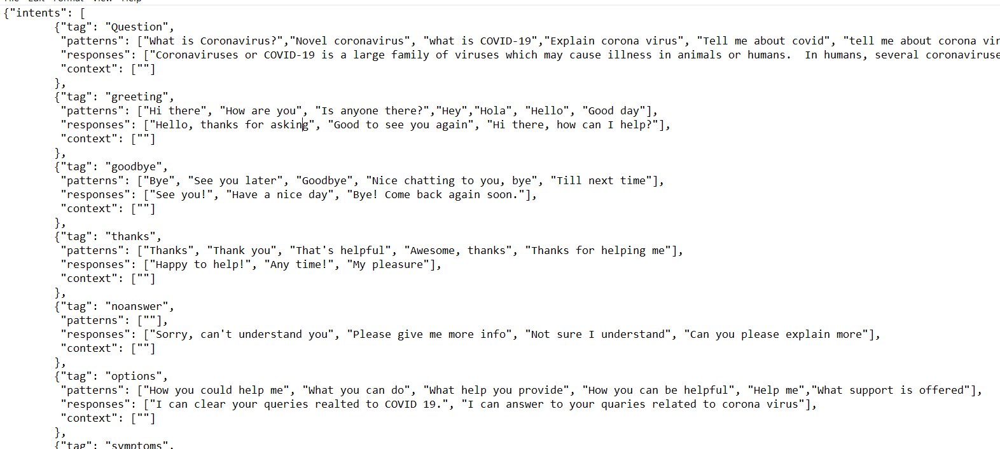 {"intents": [
{"tag": "Question",
"patterns": ["What is Coronavirus?","Novel coronavirus", "what is COVID-19","Explain corona virus", "Tell me about covid", "tell me about corona vir
"responses": ["Coronaviruses or COVID-19 is a large family of viruses which may cause illness in animals or humans.  In humans, several coronaviruse
"context": [""]
},
{"tag": "greeting",
"patterns": ["Hi there", "How are you", "Is anyone there?","Hey","Hola", "Hello", "Good day"],
"responses": ["Hello, thanks for asking", "Good to see you again", "Hi there, how can I help?"],
"context": [""]
},
{"tag": "goodbye",
"patterns": ["Bye", "See you later", "Goodbye", "Nice chatting to you, bye", "Till next time"],
"responses": ["See you!", "Have a nice day", "Bye! Come back again soon."],
"context": [""]
},
{"tag": "thanks",
"patterns": ["Thanks", "Thank you", "That's helpful", "Awesome, thanks", "Thanks for helping me"],
"responses": ["Happy to help!", "Any time!", "My pleasure"],
"context": [""]
},
{"tag": "noanswer",
"patterns": [""],
"responses": ["Sorry, can't understand you", "Please give me more info", "Not sure I understand", "Can you please explain more"],
"context": [""]
},
{"tag": "options",
"patterns": ["How you could help me", "What you can do", "What help you provide", "How you can be helpful", "Help me","What support is offered"],
"responses": ["I can clear your queries realted to COVID 19.", "I can answer to your quaries related to corona virus"],
"context": [""]
},
{"tag": "symptoms",